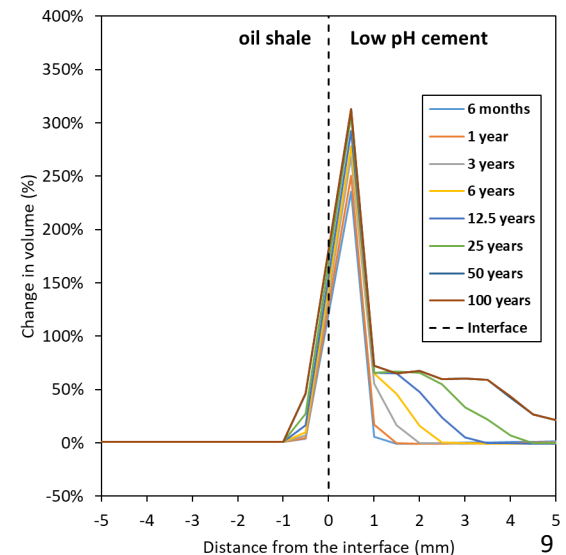 400%
350%
300%
250%
200%
150%
100%
50%
0%
-50%
Change in volume (%)
oil shale
Low pH cement
6 months
1 year
3 years
6 years
12.5 years
25 years
50 years
100 years
Interface
-5 -4 -3 -2 -1 0 1 2 3 4 5
Distance from the interface (mm)
9